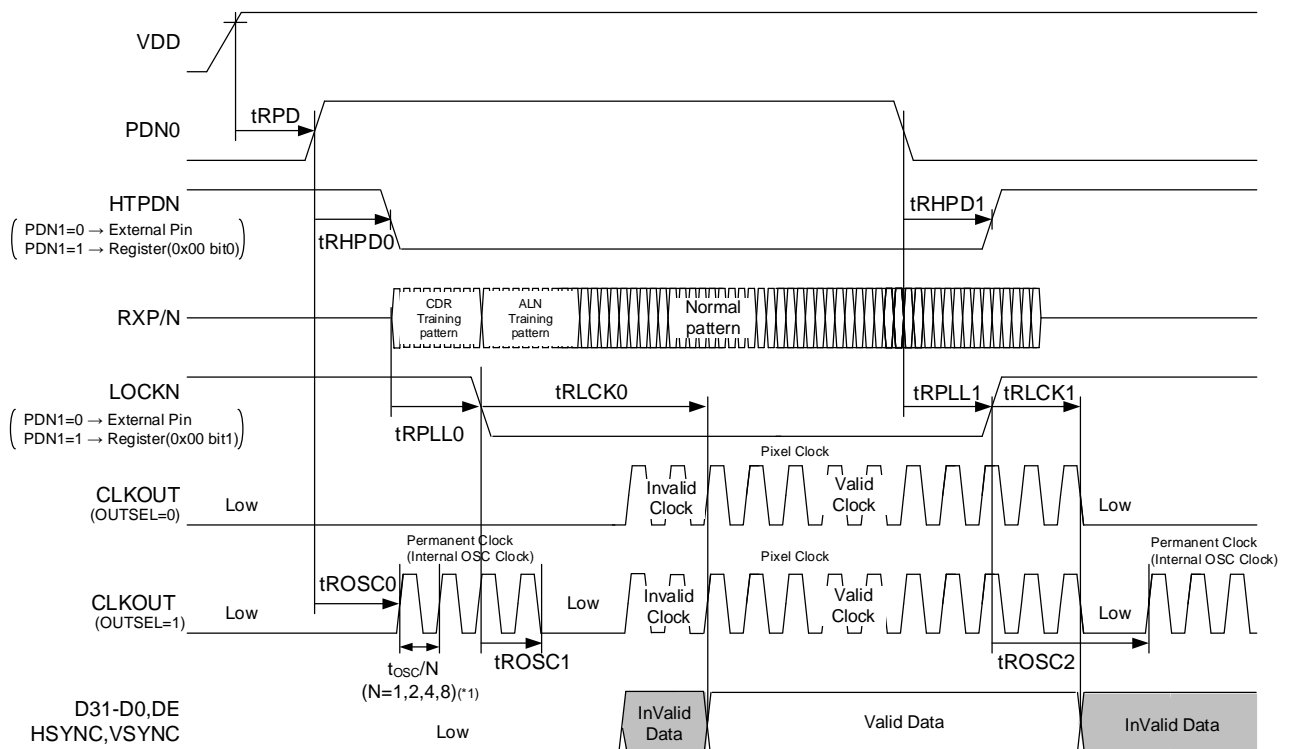 VDD
tRPD
PDN0
HTPDN
PDN1=0 → External Pin
PDN1=1 → Register(0x00 bit0)
tRHPD0
tRHPD1
RXP/N
CDR
Training
pattern
ALN
Training
pattern
Normal
pattern
LOCKN
PDN1=0 → External Pin
PDN1=1 → Register(0x00 bit1)
tRPLL0
tRLCK0
tRPLL1
tRLCK1
Pixel Clock
CLKOUT
(OUTSEL=0)
Low
Invalid
Clock
Valid
Clock
Low
Permanent Clock
(Internal OSC Clock)
Pixel Clock
Permanent Clock
(Internal OSC Clock)
tROSC0
CLKOUT
(OUTSEL=1)
Low
Low
Invalid
Clock
Valid
Clock
Low
tROSC1
tROSC2
tOSC/N
(N=1,2,4,8)(*1)
D31-D0,DE
HSYNC,VSYNC
Low
InValid
Data
Valid Data
InValid Data